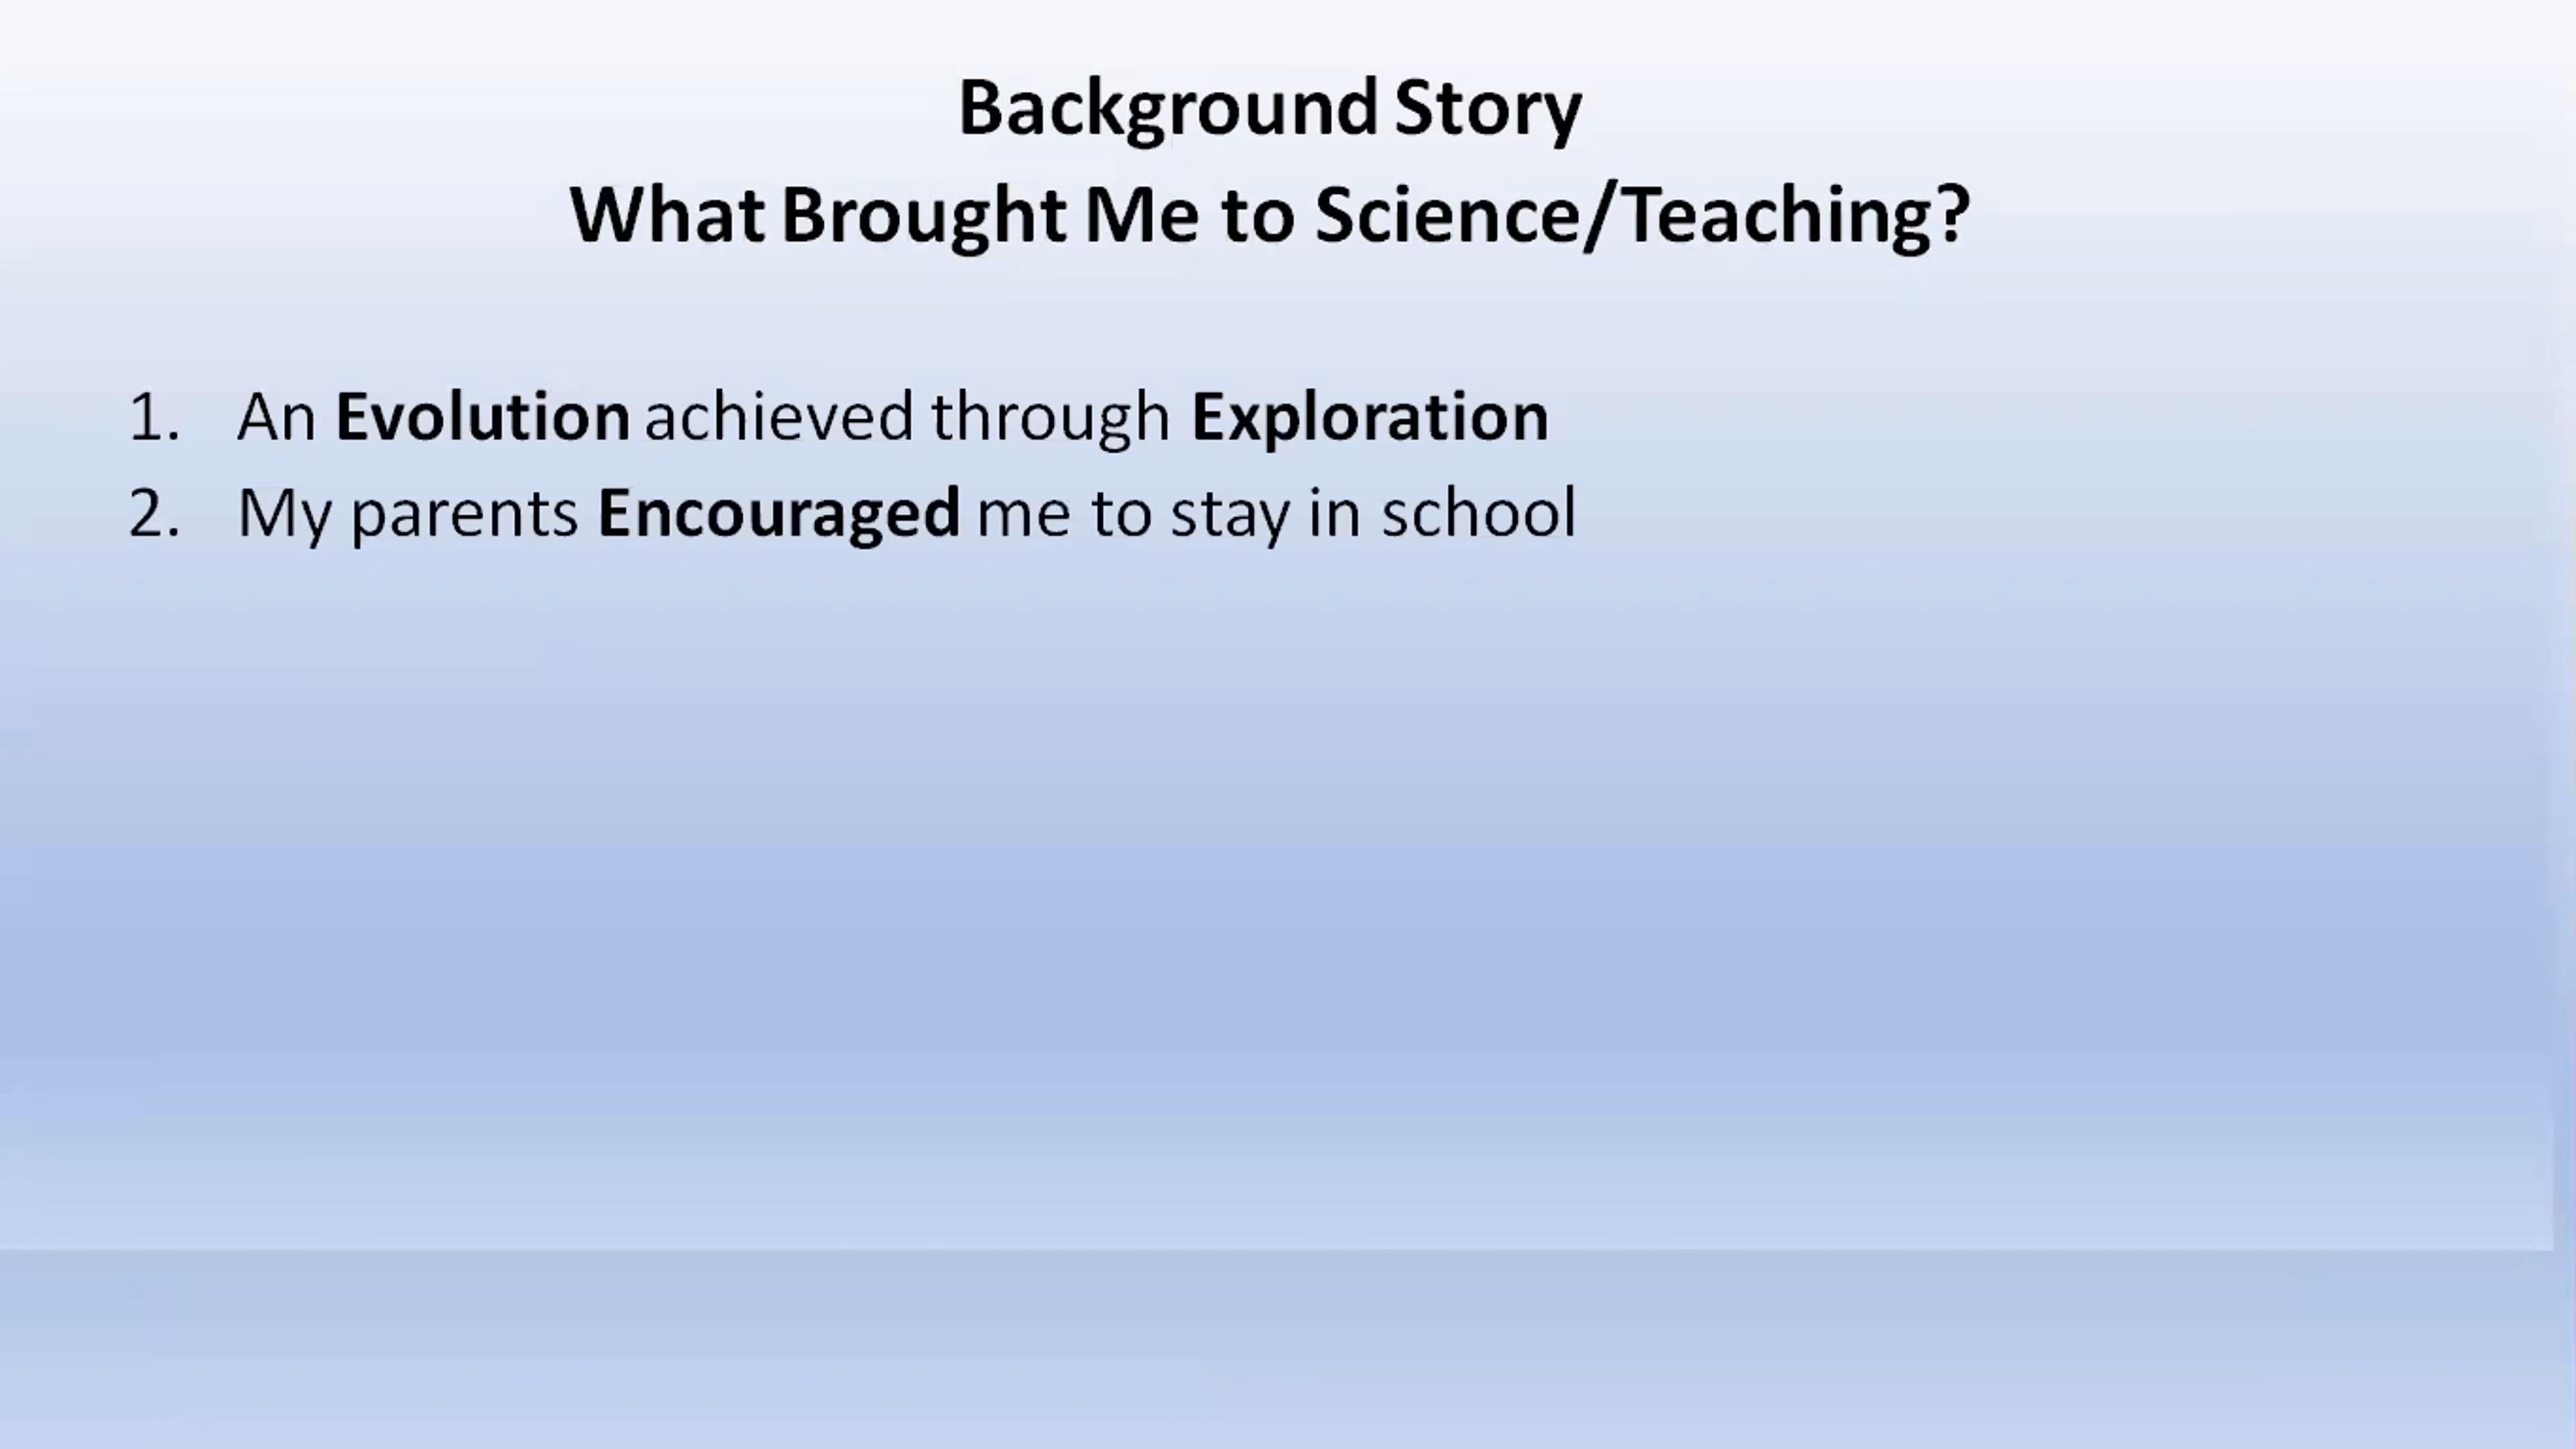 Background Story
What Brought Me to Science/Teaching?
1. An Evolution achieved through Exploration
2. My parents Encouraged me to stay in school